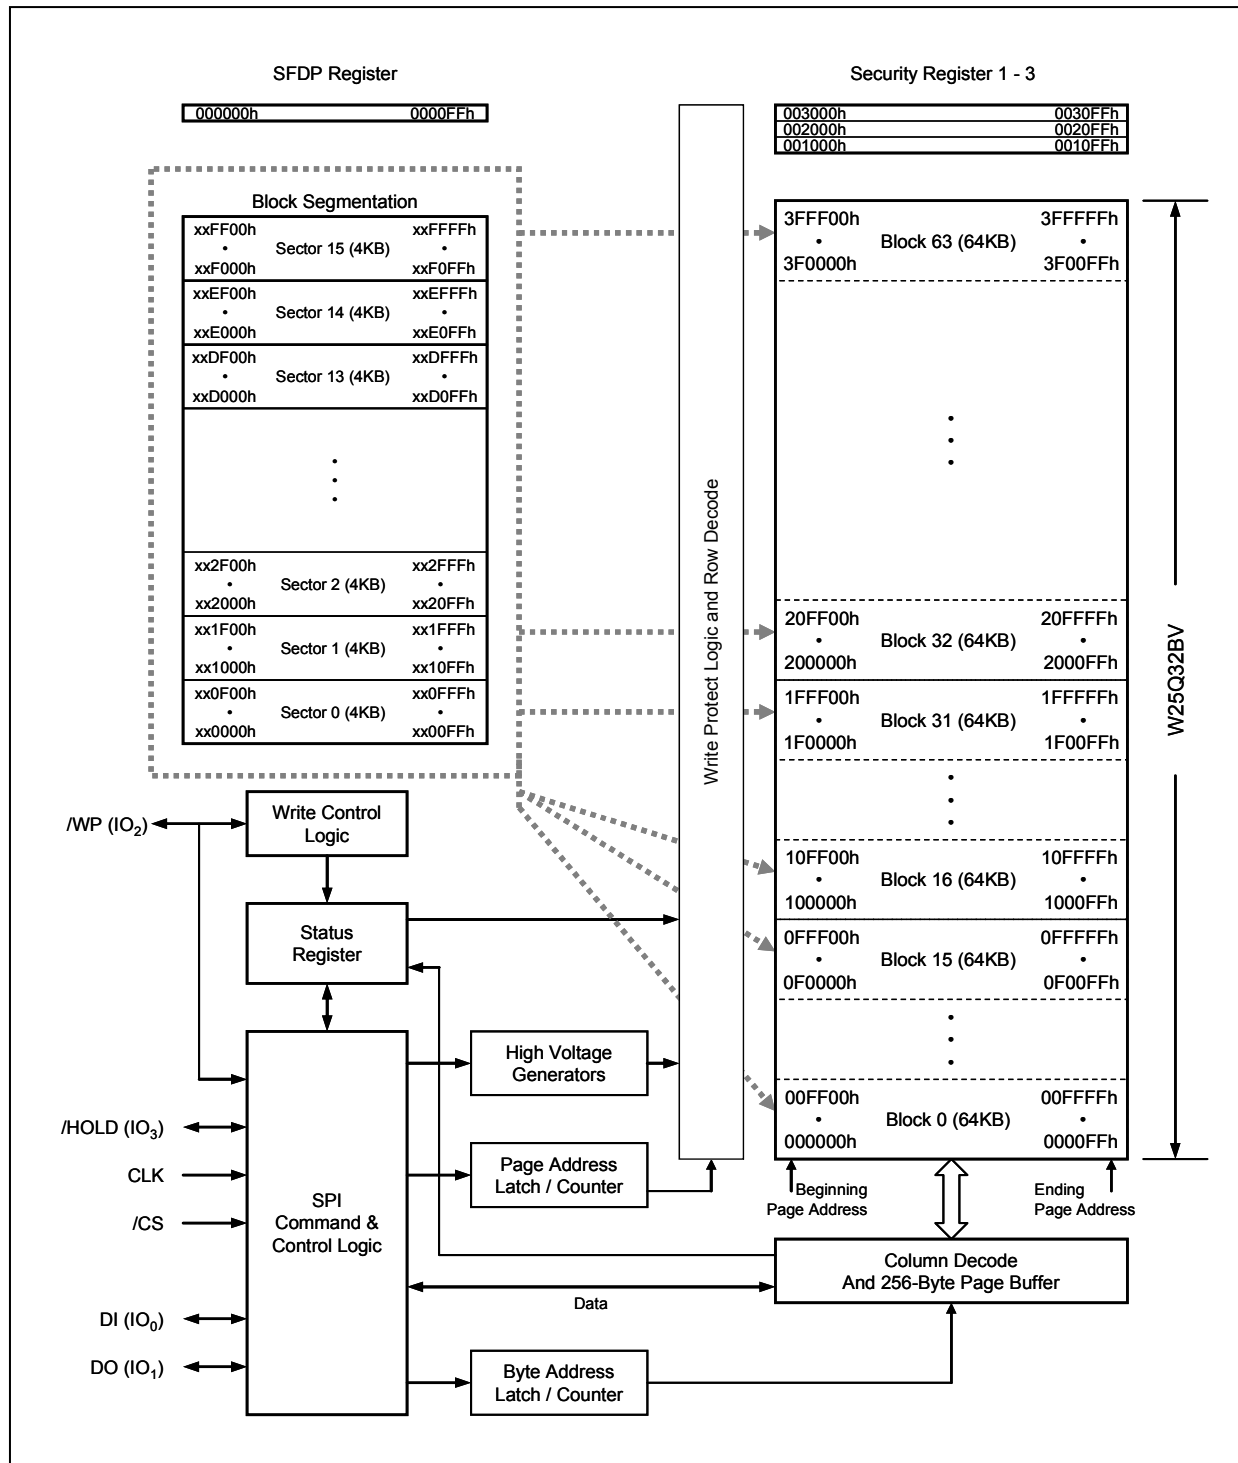 SFDP Register
000000h 0000FFh
Security Register 1 - 3
003000h 0030FFh
002000h 0020FFh
001000h 0010FFh
Block Segmentation
xxFF00h xxFFFFh
• Sector 15 (4KB) •
xxF000h xxF0FFh
xxEF00h xxEFFFh
• Sector 14 (4KB) •
xxE000h xxE0FFh
xxDF00h xxDFFFh
• Sector 13 (4KB) •
xxD000h xxD0FFh
xx2F00h xx2FFFh
• Sector 2 (4KB) •
xx2000h xx20FFh
xx1F00h xx1FFFh
• Sector 1 (4KB) •
xx1000h xx10FFh
xx0F00h xx0FFFh
• Sector 0 (4KB) •
xx0000h xx00FFh
Write Protect Logic and Row Decode
3FFF00h 3FFFFFh
• Block 63 (64KB) •
3F0000h 3F00FFh
20FF00h 20FFFFh
• Block 32 (64KB) •
200000h 2000FFh
1FFF00h 1FFFFFh
• Block 31 (64KB) •
1F0000h 1F00FFh
10FF00h 10FFFFh
• Block 16 (64KB) •
100000h 1000FFh
0FFF00h 0FFFFFh
• Block 15 (64KB) •
0F0000h 0F00FFh
00FF00h 00FFFFh
• Block 0 (64KB) •
000000h 0000FFh
W25Q32BV
Beginning
Page Address
Ending
Page Address
/WP (IO2)
Write Control
Logic
Status
Register
/HOLD (IO3)
CLK
/CS
DI (IO0)
DO (IO1)
SPI
Command &
Control Logic
High Voltage
Generators
Page Address
Latch / Counter
Column Decode
And 256-Byte Page Buffer
Data
Byte Address
Latch / Counter